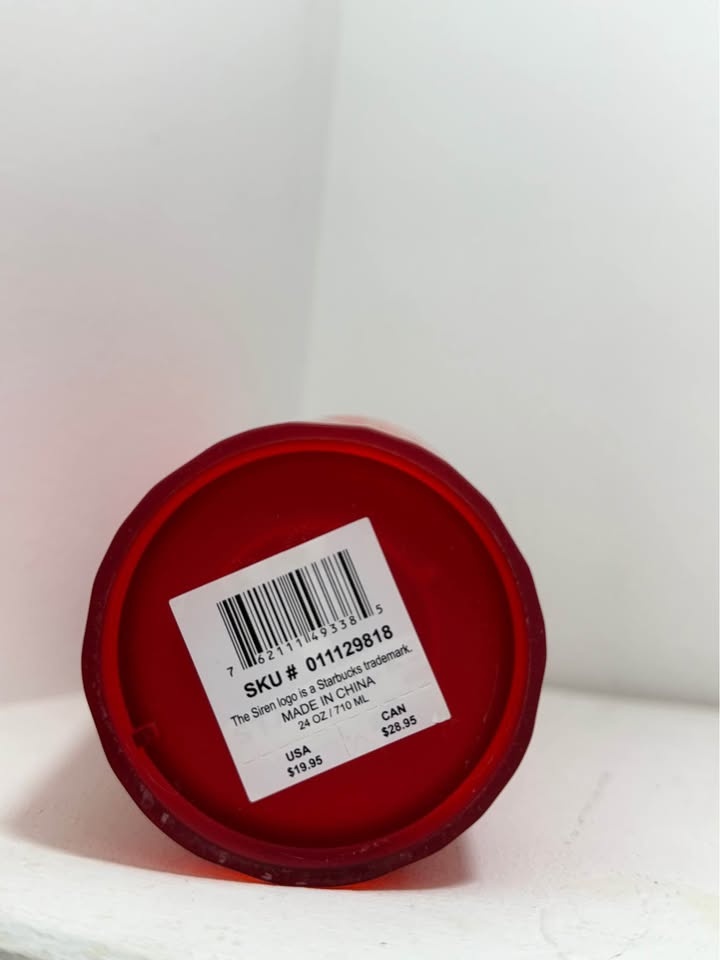 7 62111 49338 5
SKU # 011129818
The Siren logo is a Starbucks trademark.
MADE IN CHINA
24 OZ / 710 ML
USA CAN
$19.95 $28.95